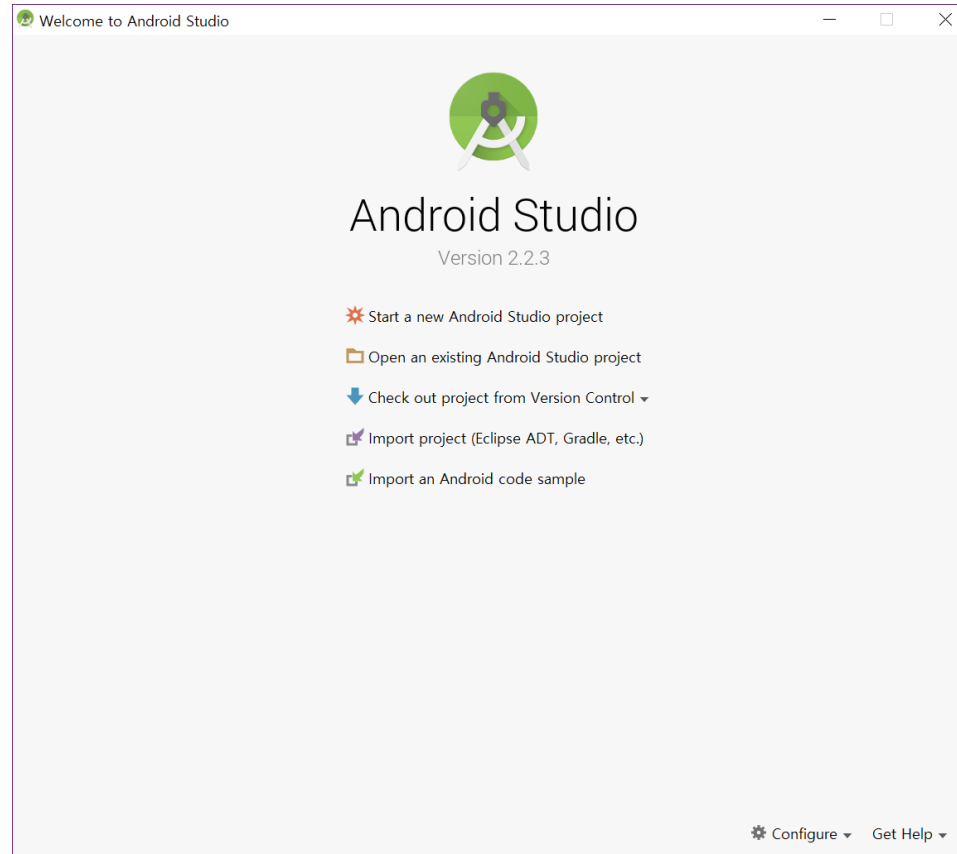 Welcome to Android Studio
Android Studio
Version 2.2.3
Start a new Android Studio project
Open an existing Android Studio project
Check out project from Version Control
Import project (Eclipse ADT, Gradle, etc.)
Import an Android code sample
Configure Get Help